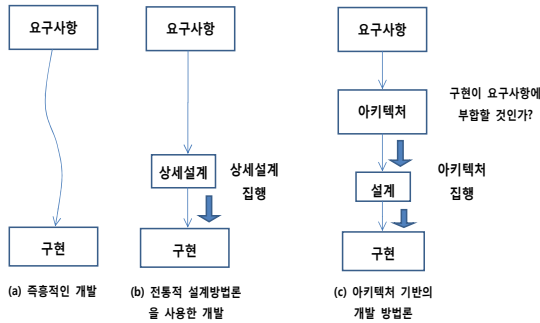 요구사항
구현
(a) 즉흥적인 개발
요구사항
상세설계
상세설계
집행
구현
(b) 전통적 설계방법론
을 사용한 개발
요구사항
아키텍처
구현이 요구사항에
부합할 것인가?
설계
아키텍처
집행
구현
(c) 아키텍처 기반의
개발 방법론